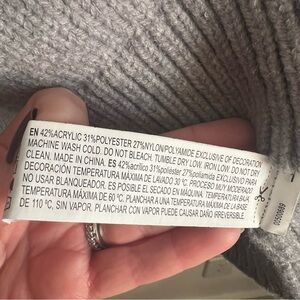 EN 42%ACRYLIC 31%POLYESTER 27%NYLON/POLYAMIDE EXCLUSIVE OF DECORATION
MACHINE WASH COLD. DO NOT BLEACH. TUMBLE DRY LOW. IRON LOW. DO NOT DRY
CLEAN. MADE IN CHINA. ES 42%acrílico 31%poliéster 27%poliamida EXCLUSIVO PARA
DECORACIÓN TEMPERATURA MÁXIMA DE LAVADO 30 °C. PROCESO MUY MODERADO
NO USAR BLANQUEADOR. ES POSIBLE EL SECADO EN MÁQUINA. TEMPERATURA BAJA,
TEMPERATURA MÁXIMA DE 60 °C. PLANCHAR A UNA TEMPERATURA MÁXIMA DE LA BASE
DE 110 ºC, SIN VAPOR. PLANCHAR CON VAPOR PUEDE CAUSAR DAÑO IRREVERSIBLE.